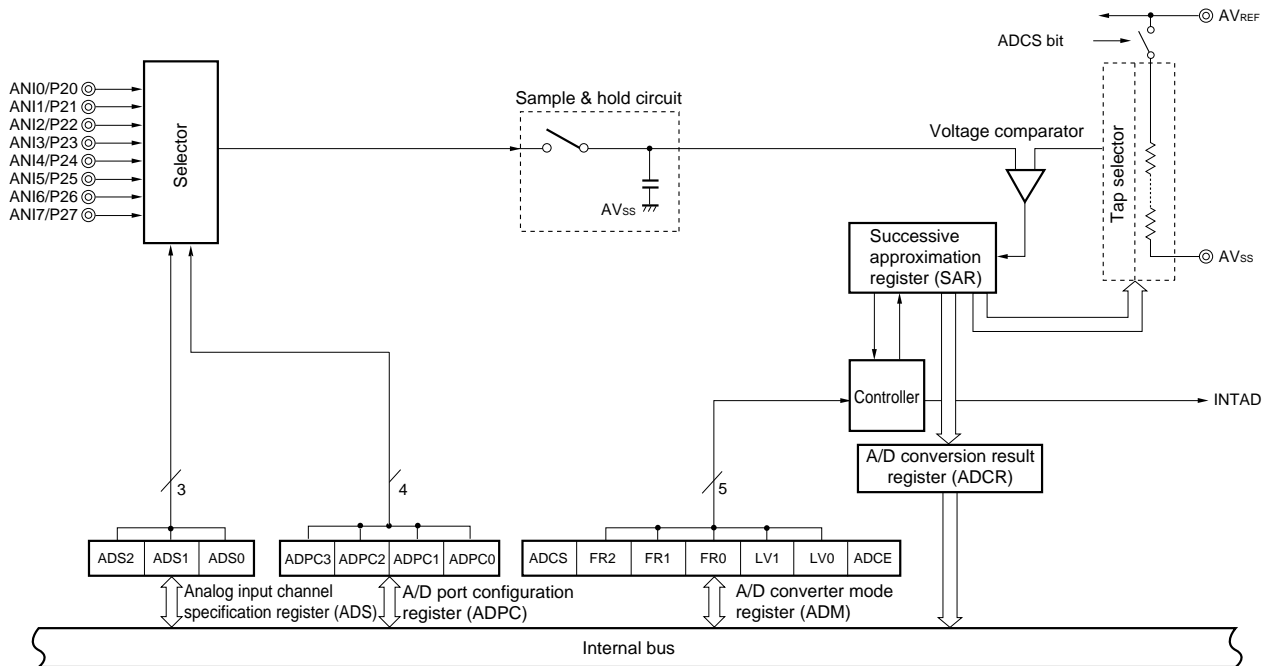 AVREF
ADCS bit
ANI0/P20
ANI1/P21
ANI2/P22
ANI3/P23
ANI4/P24
ANI5/P25
ANI6/P26
ANI7/P27
Selector
Sample & hold circuit
AVSS
Voltage comparator
Tap selector
AVSS
Successive
approximation
register (SAR)
Controller
INTAD
A/D conversion result
register (ADCR)
3
4
5
ADS2 ADS1 ADS0
ADPC3 ADPC2 ADPC1 ADPC0
ADCS FR2 FR1 FR0 LV1 LV0 ADCE
Analog input channel
specification register (ADS)
A/D port configuration
register (ADPC)
A/D converter mode
register (ADM)
Internal bus